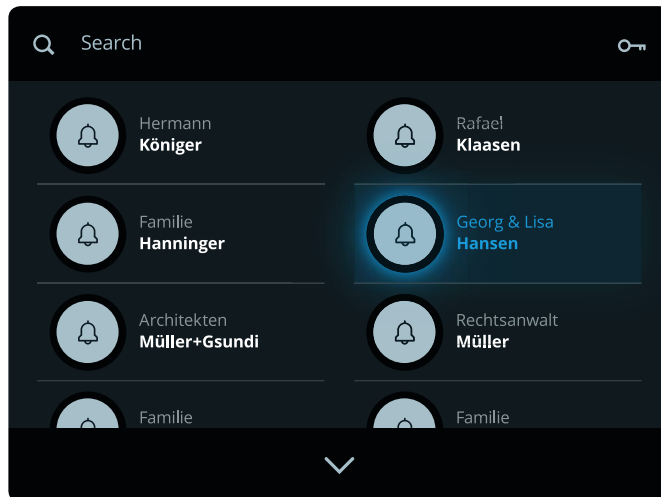 Search
Hermann
Königer
Rafael
Klaasen
Familie
Hanninger
Georg & Lisa
Hansen
Architekten
Müller+Gsundi
Rechtsanwalt
Müller
Familie
Familie